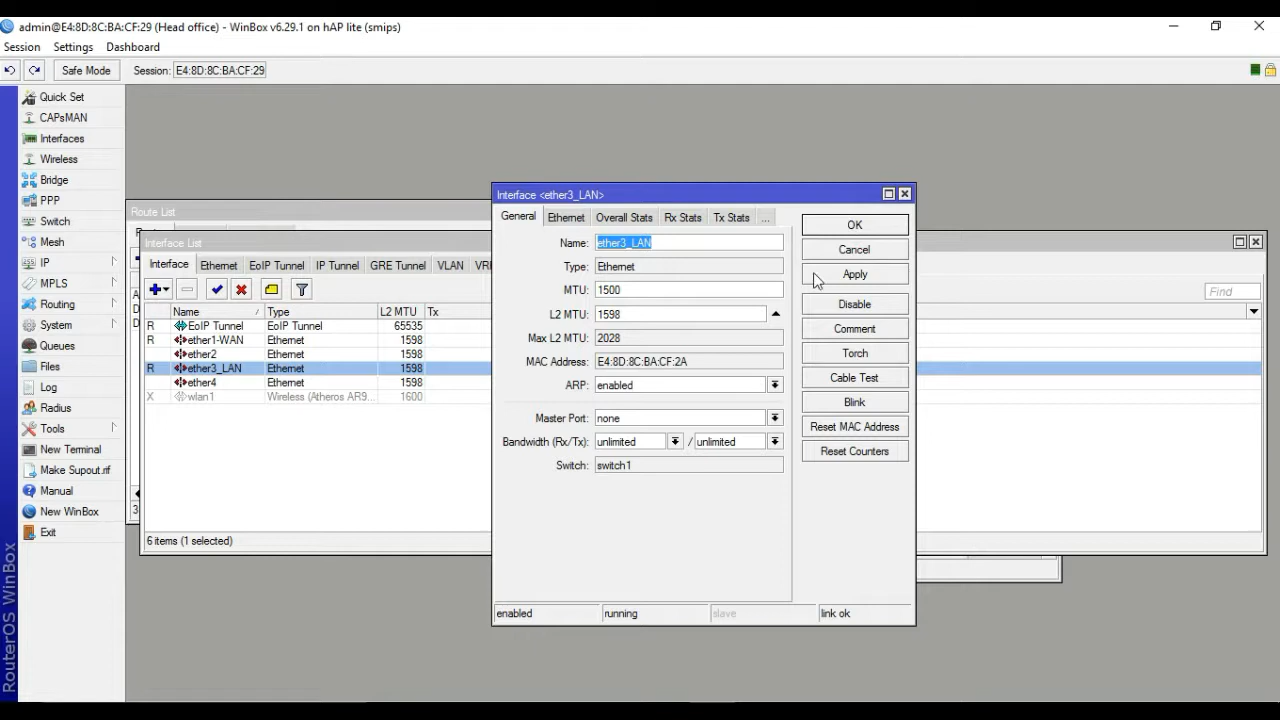 admin@E4:8D:8C:BA:CF:29 (Head office) - WinBox v6.29.1 on hAP lite (smips)
Session Settings Dashboard
Safe Mode Session: E4:8D:8C:BA:CF:29
Quick Set
CAPsMAN
Interfaces
Wireless
Bridge
PPP
Switch
Mesh
IP
MPLS
Routing
System
Queues
Files
Log
Radius
Tools
New Terminal
Make Supout.rif
Manual
New WinBox
Exit
RouterOS WinBox
Route List
Interface List
Interface Ethernet EoIP Tunnel IP Tunnel GRE Tunnel VLAN
Find
Name Type L2 MTU Tx
R EoIP Tunnel EoIP Tunnel 65535
R ether1-WAN Ethernet 1598
ether2 Ethernet 1598
R ether3_LAN Ethernet 1598
ether4 Ethernet 1598
X wlan1 Wireless (Atheros AR9... 1600
6 items (1 selected)
Interface <ether3_LAN>
General Ethernet Overall Stats Rx Stats Tx Stats ...
Name: ether3_LAN
Type: Ethernet
MTU: 1500
L2 MTU: 1598
Max L2 MTU: 2028
MAC Address: E4:8D:8C:BA:CF:2A
ARP: enabled
Master Port: none
Bandwidth (Rx/Tx): unlimited / unlimited
Switch: switch1
OK
Cancel
Apply
Disable
Comment
Torch
Cable Test
Blink
Reset MAC Address
Reset Counters
enabled running slave link ok